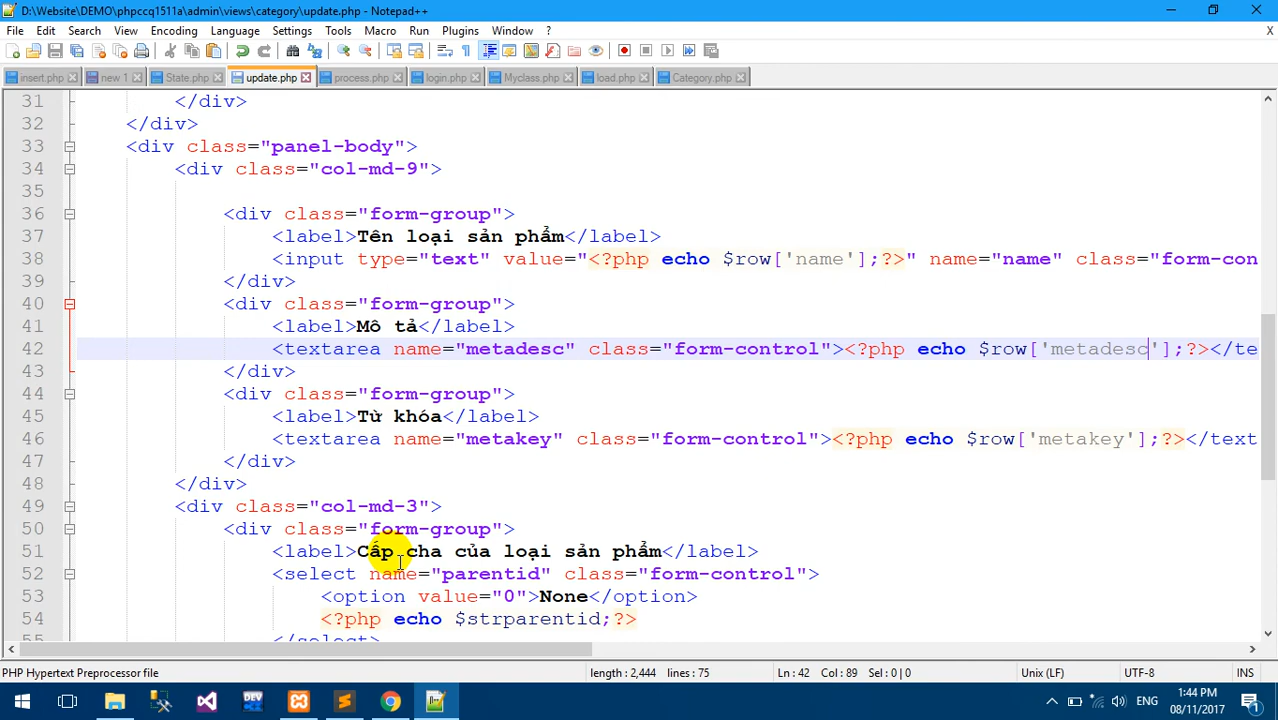 D:\Website\DEMO\phpccq1511a\admin\views\category\update.php - Notepad++
File Edit Search View Encoding Language Settings Tools Macro Run Plugins Window ? X
insert.php new 1 State.php update.php process.php login.php Myclass.php load.php Category.php
31 </div>
32 </div>
33 <div class="panel-body">
34 <div class="col-md-9">
35
36 <div class="form-group">
37 <label>Tên loại sản phẩm</label>
38 <input type="text" value="<?php echo $row['name'];?>" name="name" class="form-con
39 </div>
40 <div class="form-group">
41 <label>Mô tả</label>
42 <textarea name="metadesc" class="form-control"><?php echo $row['metadesc'];?></te
43 </div>
44 <div class="form-group">
45 <label>Từ khóa</label>
46 <textarea name="metakey" class="form-control"><?php echo $row['metakey'];?></text
47 </div>
48 </div>
49 <div class="col-md-3">
50 <div class="form-group">
51 <label>Cấp cha của loại sản phẩm</label>
52 <select name="parentid" class="form-control">
53 <option value="0">None</option>
54 <?php echo $strparentid;?>
55 </select>
PHP Hypertext Preprocessor file length : 2,444 lines : 75 Ln : 42 Col : 89 Sel : 0 | 0 Unix (LF) UTF-8 INS
ENG 1:44 PM
08/11/2017